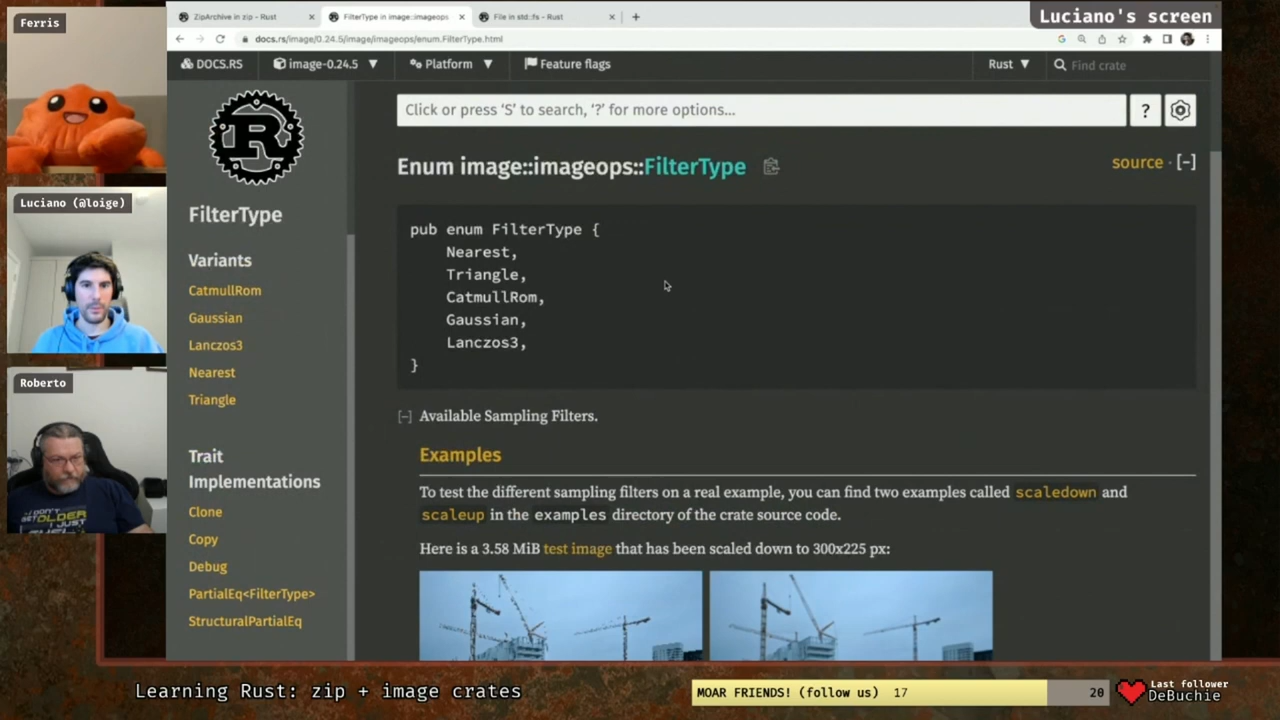 Ferris
Luciano (@loige)
Roberto
Luciano's screen
ZipArchive in zip - Rust
FilterType in image::imageops
File in std::fs - Rust
docs.rs/image/0.24.5/image/imageops/enum.FilterType.html
DOCS.RS
image-0.24.5
Platform
Feature flags
Rust
Find crate
FilterType
Variants
CatmullRom
Gaussian
Lanczos3
Nearest
Triangle
Trait
Implementations
Clone
Copy
Debug
PartialEq<FilterType>
StructuralPartialEq
Click or press ‘S’ to search, ‘?’ for more options…
?
Enum image::imageops::FilterType
source · [−]
pub enum FilterType {
Nearest,
Triangle,
CatmullRom,
Gaussian,
Lanczos3,
}
[−] Available Sampling Filters.
Examples
To test the different sampling filters on a real example, you can find two examples called scaledown and
scaleup in the examples directory of the crate source code.
Here is a 3.58 MiB test image that has been scaled down to 300x225 px:
Learning Rust: zip + image crates
MOAR FRIENDS! (follow us) 17
20
Last follower
DeBuchie